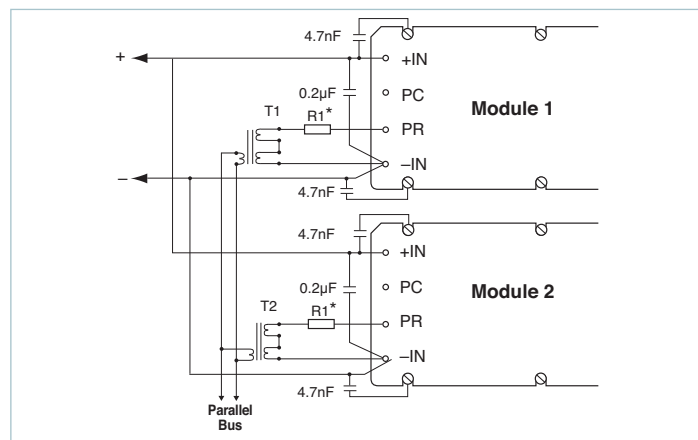 4.7nF
+
+IN
0.2µF
PC
Module 1
T1
R1*
PR
–IN
–
4.7nF
4.7nF
+IN
0.2µF
PC
Module 2
T2
R1*
PR
–IN
4.7nF
Parallel
Bus